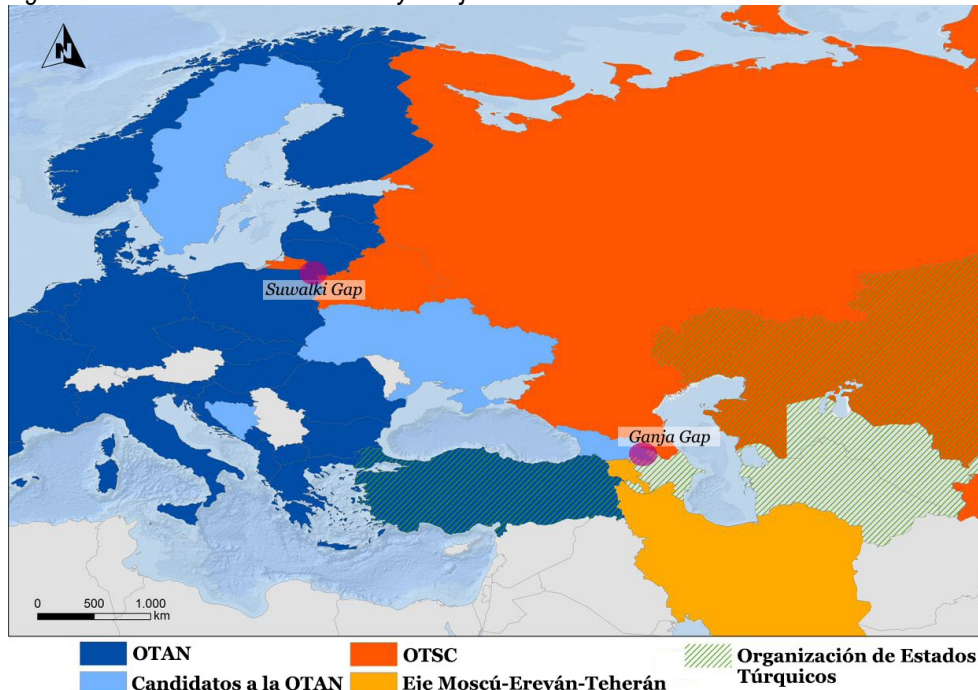 N
Suwalki Gap
Ganja Gap
0 500 1.000
km
OTAN
Candidatos a la OTAN
OTSC
Eje Moscú-Ereván-Teherán
Organización de Estados
Túrquicos